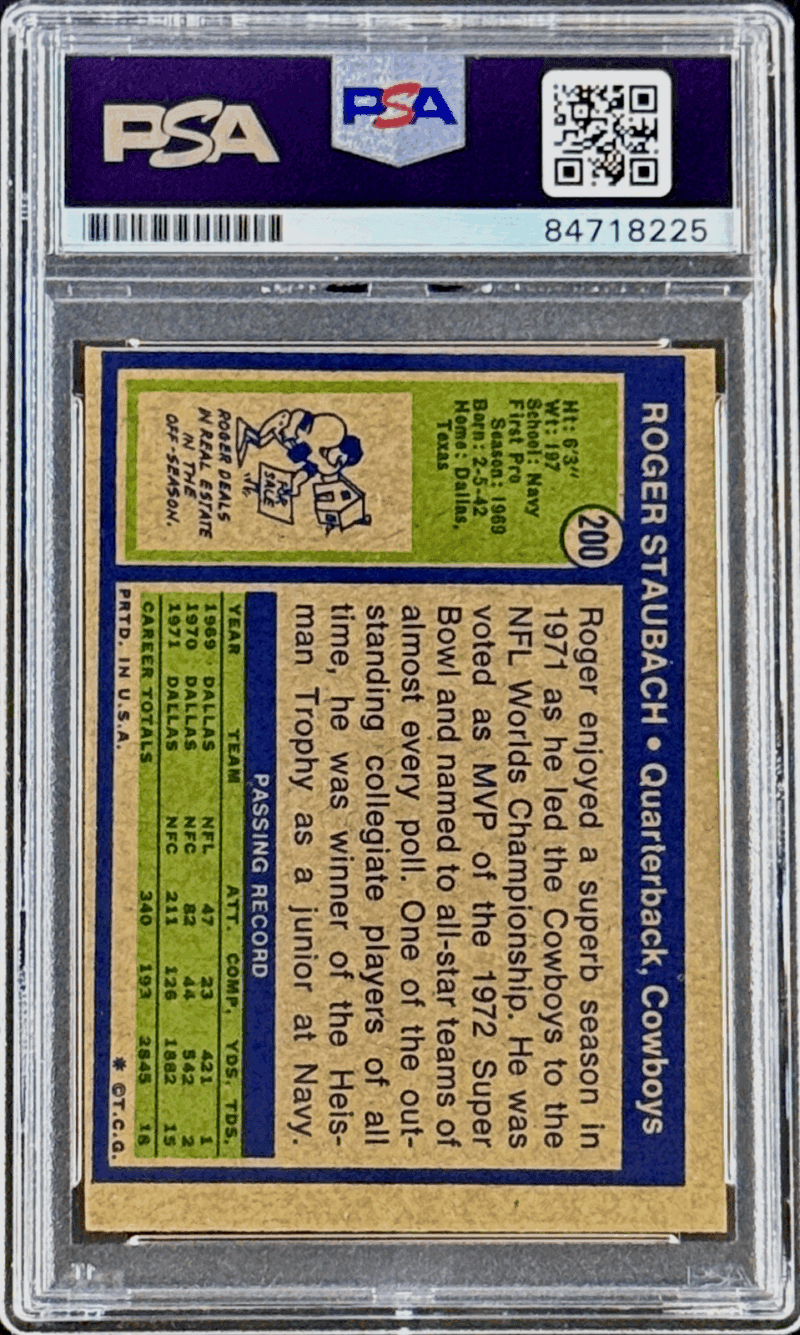 PSA
PSA
84718225
ROGER STAUBACH • Quarterback, Cowboys
200
Ht: 6'3"
Wt: 197
School: Navy
First Pro
Season: 1969
Born: 2-5-42
Home: Dallas,
Texas
FOR
SALE
ROGER DEALS
IN REAL ESTATE
IN THE
OFF-SEASON.
Roger enjoyed a superb season in
1971 as he led the Cowboys to the
NFL Worlds Championship. He was
voted as MVP of the 1972 Super
Bowl and named to all-star teams of
almost every poll. One of the out-
standing collegiate players of all
time, he was winner of the Heis-
man Trophy as a junior at Navy.
PASSING RECORD
YEAR TEAM ATT. COMP. YDS. TDS.
1969 DALLAS NFL 47 23 421 1
1970 DALLAS NFC 82 44 542 2
1971 DALLAS NFC 211 126 1882 15
CAREER TOTALS 340 193 2845 18
PRTD. IN U.S.A. * ©T.C.G.